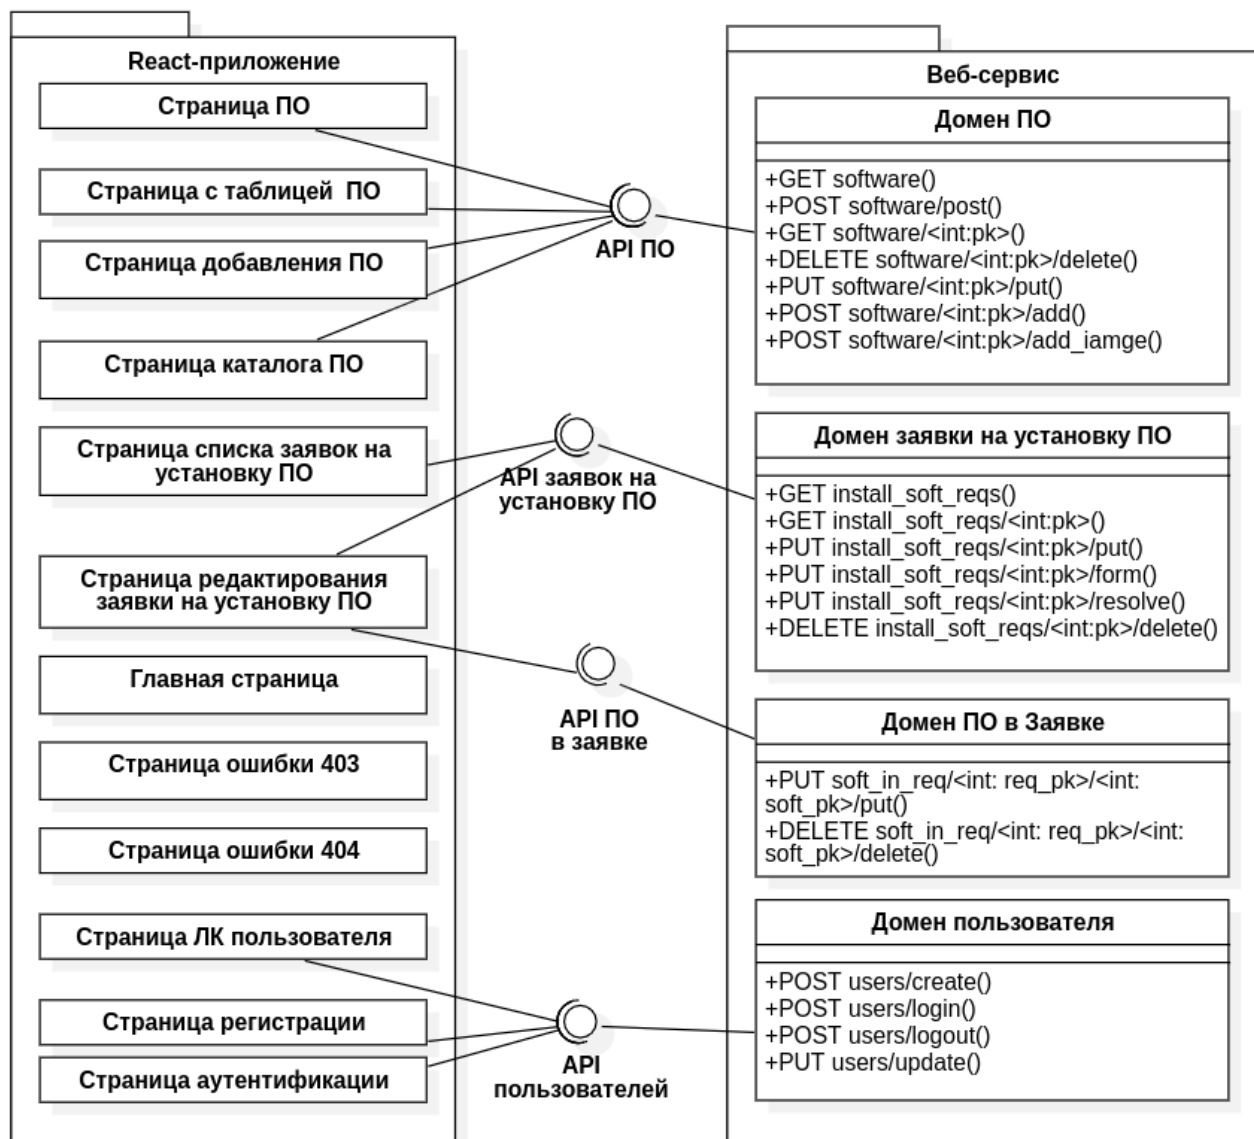 React-приложение
Страница ПО
Страница с таблицей ПО
Страница добавления ПО
Страница каталога ПО
Страница списка заявок на
установку ПО
Страница редактирования
заявки на установку ПО
Главная страница
Страница ошибки 403
Страница ошибки 404
Страница ЛК пользователя
Страница регистрации
Страница аутентификации
API ПО
API заявок на
установку ПО
API ПО
в заявке
API
пользователей
Веб-сервис
Домен ПО
+GET software()
+POST software/post()
+GET software/<int:pk>()
+DELETE software/<int:pk>/delete()
+PUT software/<int:pk>/put()
+POST software/<int:pk>/add()
+POST software/<int:pk>/add_iamge()
Домен заявки на установку ПО
+GET install_soft_reqs()
+GET install_soft_reqs/<int:pk>()
+PUT install_soft_reqs/<int:pk>/put()
+PUT install_soft_reqs/<int:pk>/form()
+PUT install_soft_reqs/<int:pk>/resolve()
+DELETE install_soft_reqs/<int:pk>/delete()
Домен ПО в Заявке
+PUT soft_in_req/<int: req_pk>/<int:
soft_pk>/put()
+DELETE soft_in_req/<int: req_pk>/<int:
soft_pk>/delete()
Домен пользователя
+POST users/create()
+POST users/login()
+POST users/logout()
+PUT users/update()